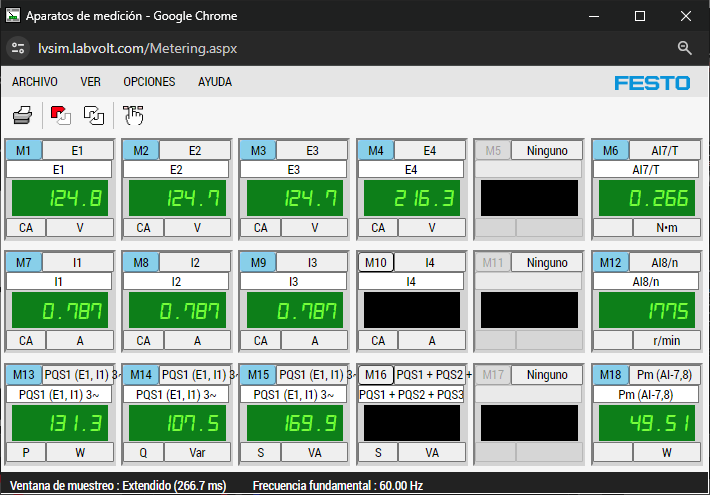 Aparatos de medición - Google Chrome
lvsim.labvolt.com/Metering.aspx
ARCHIVO VER OPCIONES AYUDA FESTO
M1 E1 M2 E2 M3 E3 M4 E4 M5 Ninguno M6 AI7/T
E1 E2 E3 E4 AI7/T
124.8 124.7 124.7 216.3 0.266
CA V CA V CA V CA V N•m
M7 I1 M8 I2 M9 I3 M10 I4 M11 Ninguno M12 AI8/n
I1 I2 I3 I4 AI8/n
0.787 0.787 0.787 1775
CA A CA A CA A CA A r/min
M13 PQS1 (E1, I1) 3~ M14 PQS1 (E1, I1) 3~ M15 PQS1 (E1, I1) 3~ M16 PQS1 + PQS2 + M17 Ninguno M18 Pm (AI-7,8)
PQS1 (E1, I1) 3~ PQS1 (E1, I1) 3~ PQS1 (E1, I1) 3~ PQS1 + PQS2 + PQS3 Pm (AI-7,8)
131.3 107.5 169.9 49.51
P W Q Var S VA S VA W
Ventana de muestreo : Extendido (266.7 ms) Frecuencia fundamental : 60.00 Hz